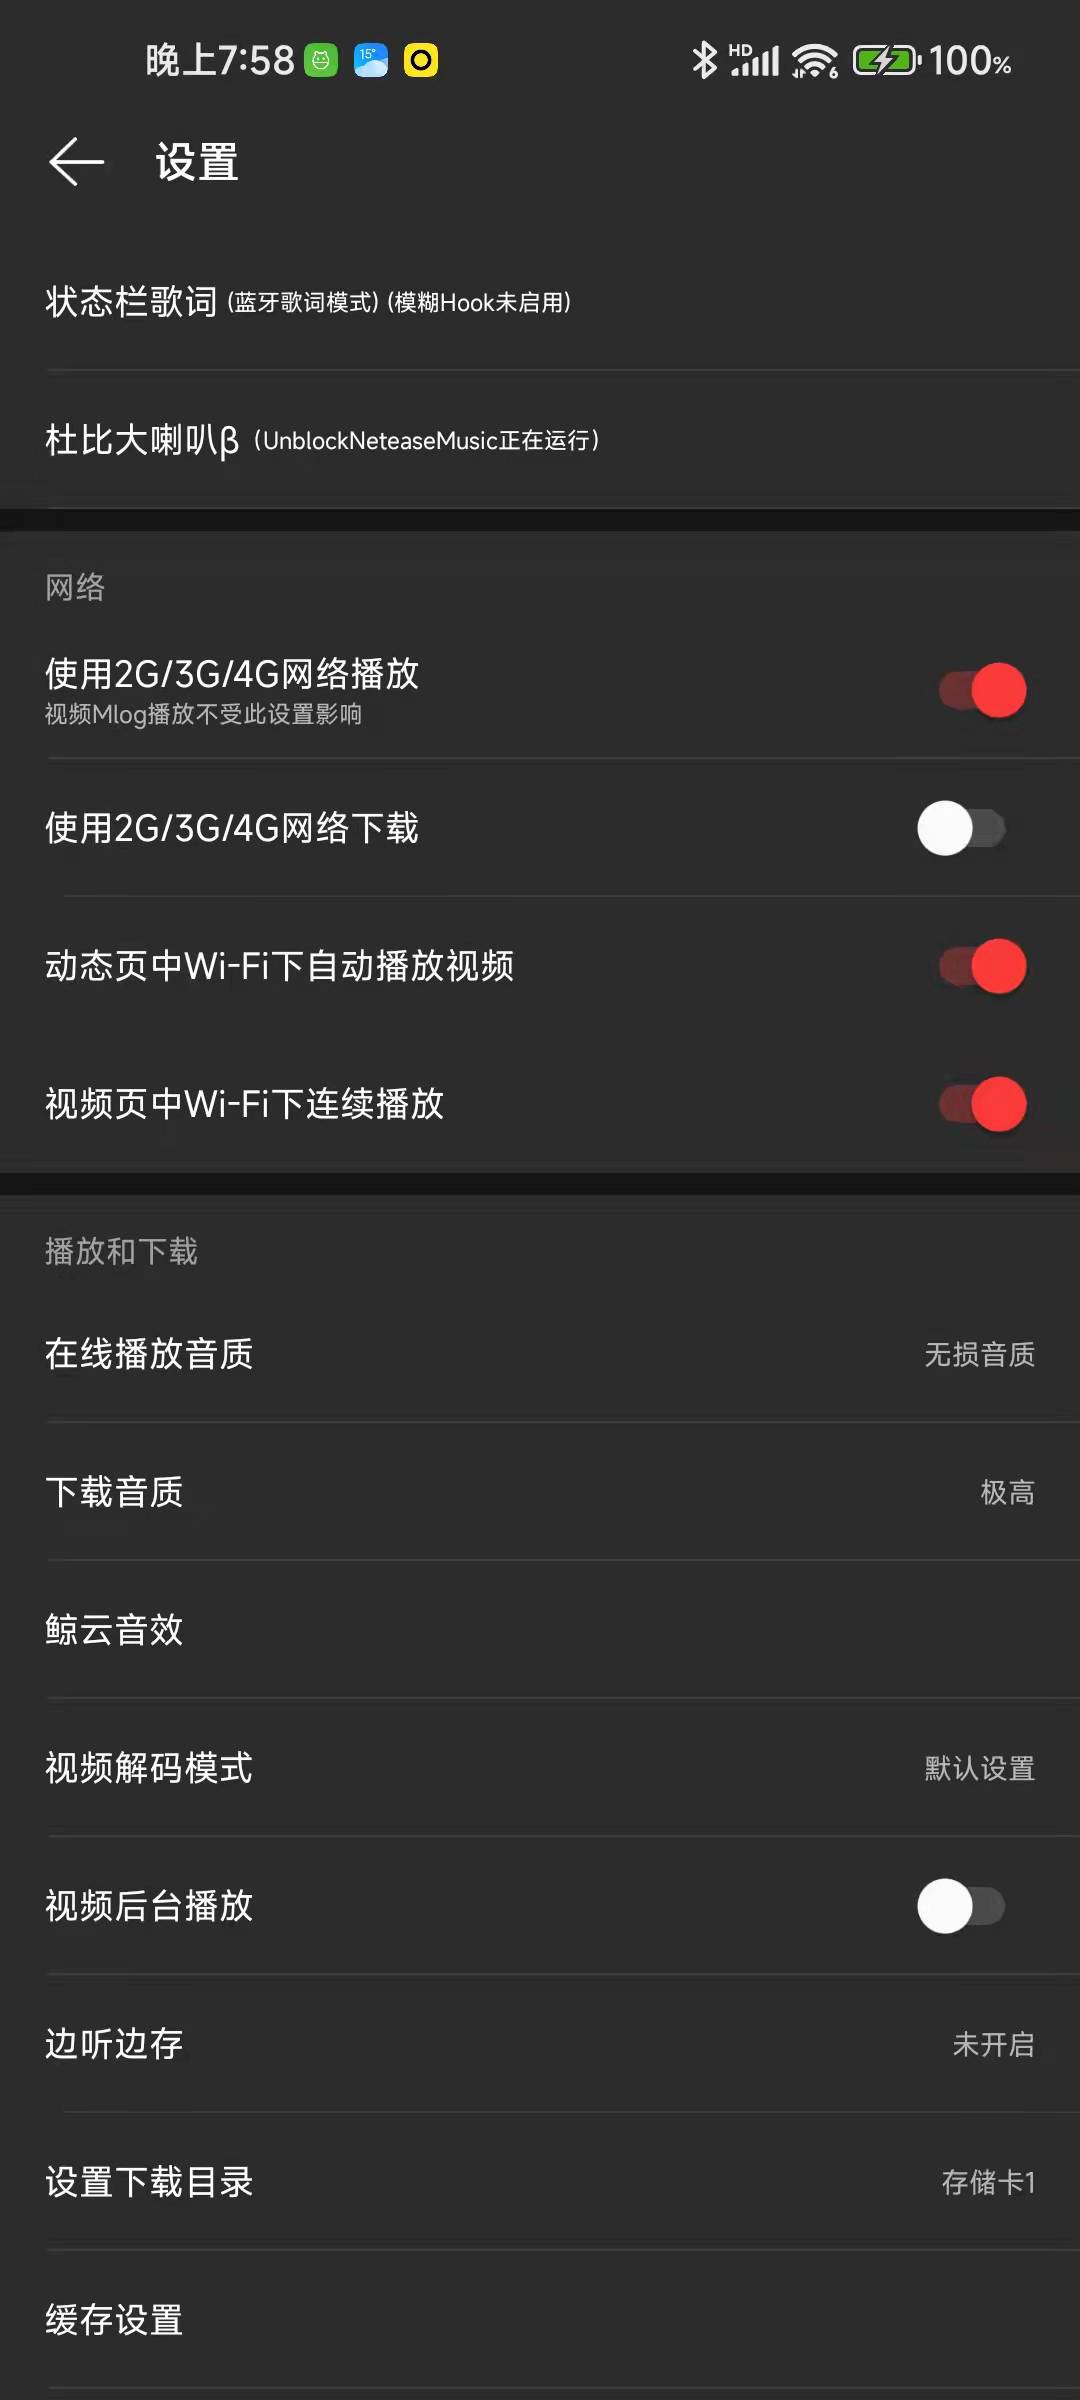 晚上7:58 15° HD 6 100%
设置
状态栏歌词 (蓝牙歌词模式) (模糊Hook未启用)
杜比大喇叭β (UnblockNeteaseMusic正在运行)
网络
使用2G/3G/4G网络播放
视频Mlog播放不受此设置影响
使用2G/3G/4G网络下载
动态页中Wi-Fi下自动播放视频
视频页中Wi-Fi下连续播放
播放和下载
在线播放音质 无损音质
下载音质 极高
鲸云音效
视频解码模式 默认设置
视频后台播放
边听边存 未开启
设置下载目录 存储卡1
缓存设置